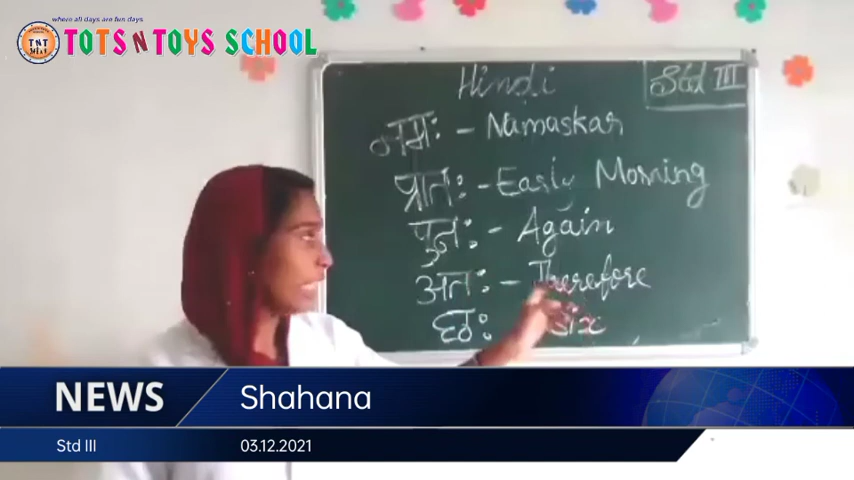 where all days are fun days
TNT
TOTS N TOYS SCHOOL
Hindi
Std III
नमः - Namaskar
प्रातः - Early Morning
पुनः - Again
अतः - Therefore
छः Six
NEWS
Shahana
Std III
03.12.2021